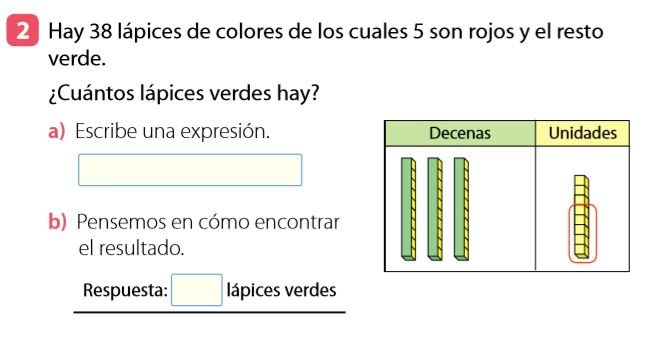 2 Hay 38 lápices de colores de los cuales 5 son rojos y el resto
verde.
¿Cuántos lápices verdes hay?
a) Escribe una expresión.
b) Pensemos en cómo encontrar
el resultado.
Respuesta: lápices verdes
Decenas Unidades